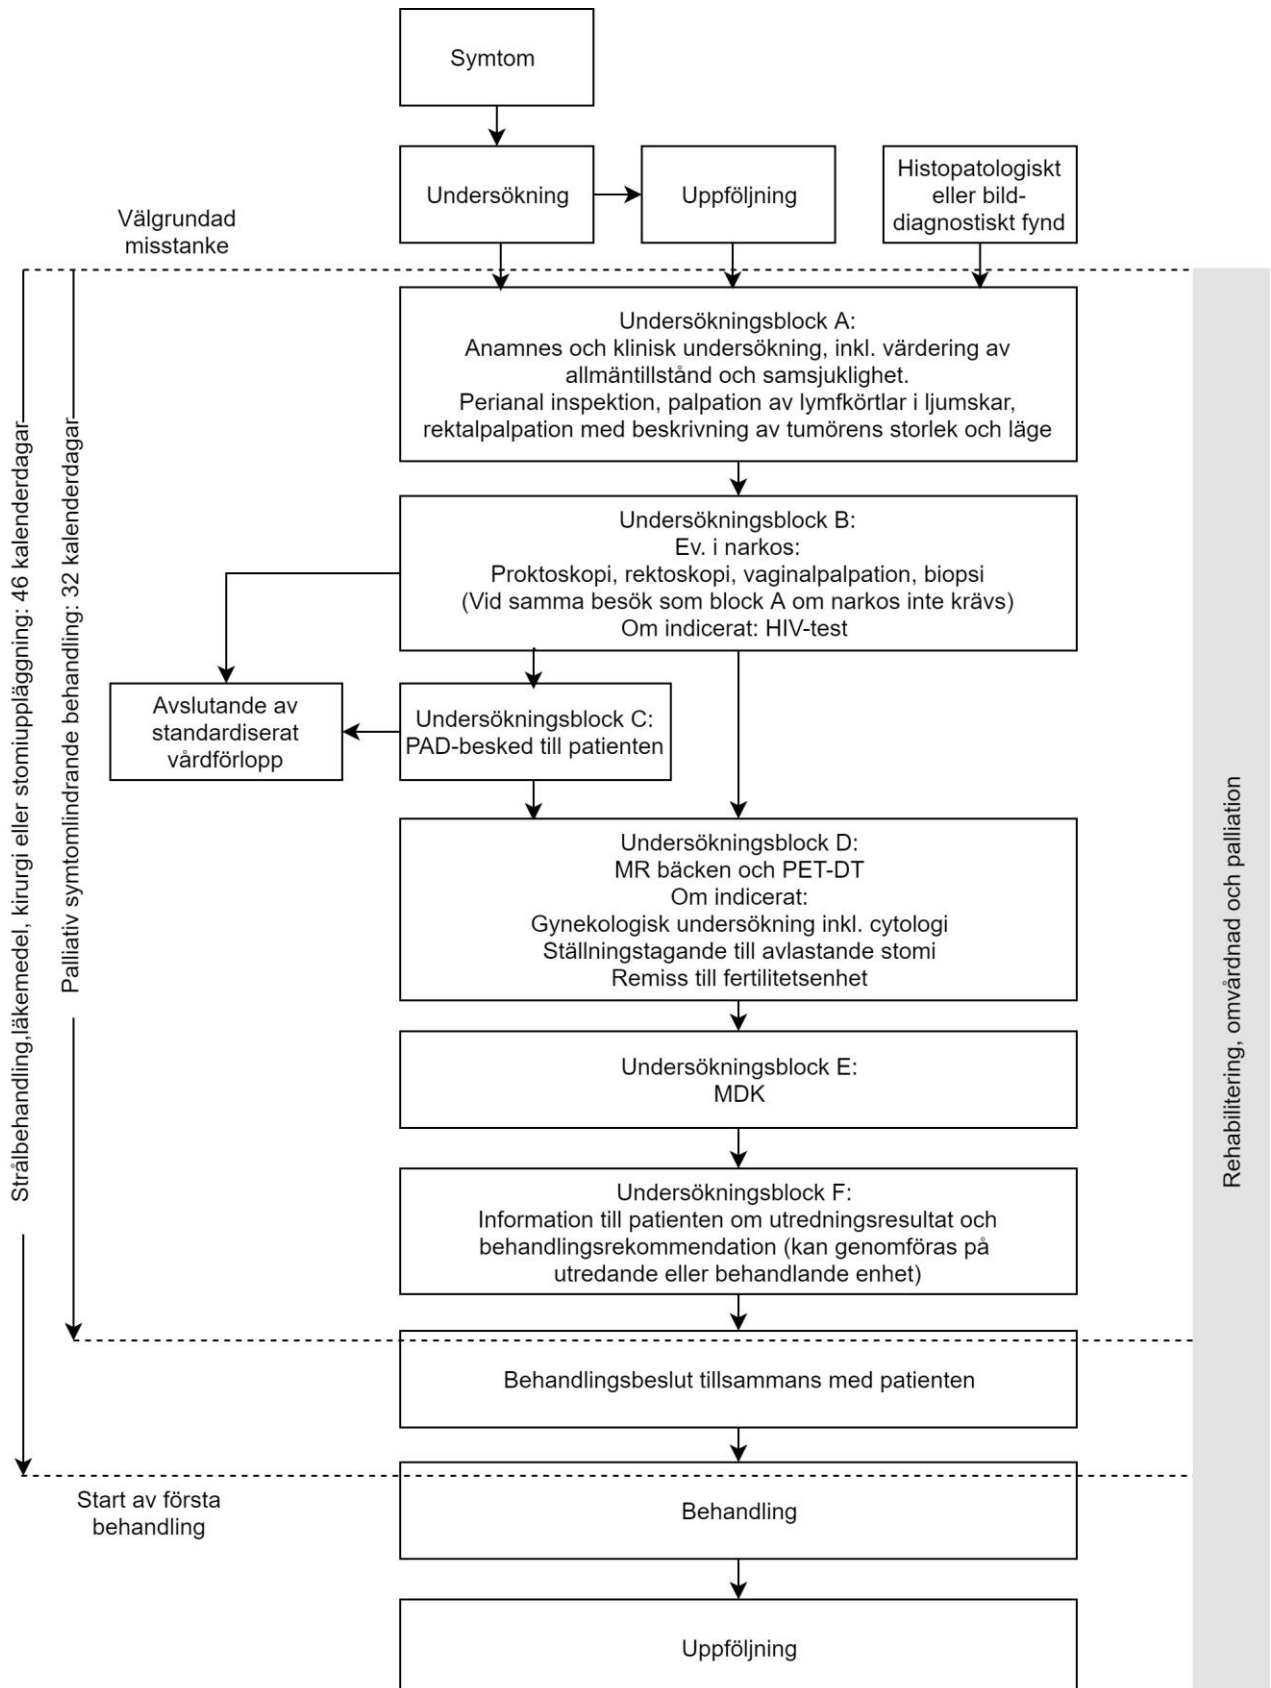 Symtom
Undersökning
Uppföljning
Histopatologiskt
eller bild-
diagnostiskt fynd
Välgrundad
misstanke
Undersökningsblock A:
Anamnes och klinisk undersökning, inkl. värdering av
allmäntillstånd och samsjuklighet.
Perianal inspektion, palpation av lymfkörtlar i ljumskar,
rektalpalpation med beskrivning av tumörens storlek och läge
Undersökningsblock B:
Ev. i narkos:
Proktoskopi, rektoskopi, vaginalpalpation, biopsi
(Vid samma besök som block A om narkos inte krävs)
Om indicerat: HIV-test
Avslutande av
standardiserat
vårdförlopp
Undersökningsblock C:
PAD-besked till patienten
Undersökningsblock D:
MR bäcken och PET-DT
Om indicerat:
Gynekologisk undersökning inkl. cytologi
Ställningstagande till avlastande stomi
Remiss till fertilitetsenhet
Undersökningsblock E:
MDK
Undersökningsblock F:
Information till patienten om utredningsresultat och
behandlingsrekommendation (kan genomföras på
utredande eller behandlande enhet)
Behandlingsbeslut tillsammans med patienten
Start av första
behandling
Behandling
Uppföljning
Strålbehandling,läkemedel, kirurgi eller stomiuppläggning: 46 kalenderdagar
Palliativ symtomlindrande behandling: 32 kalenderdagar
Rehabilitering, omvårdnad och palliation